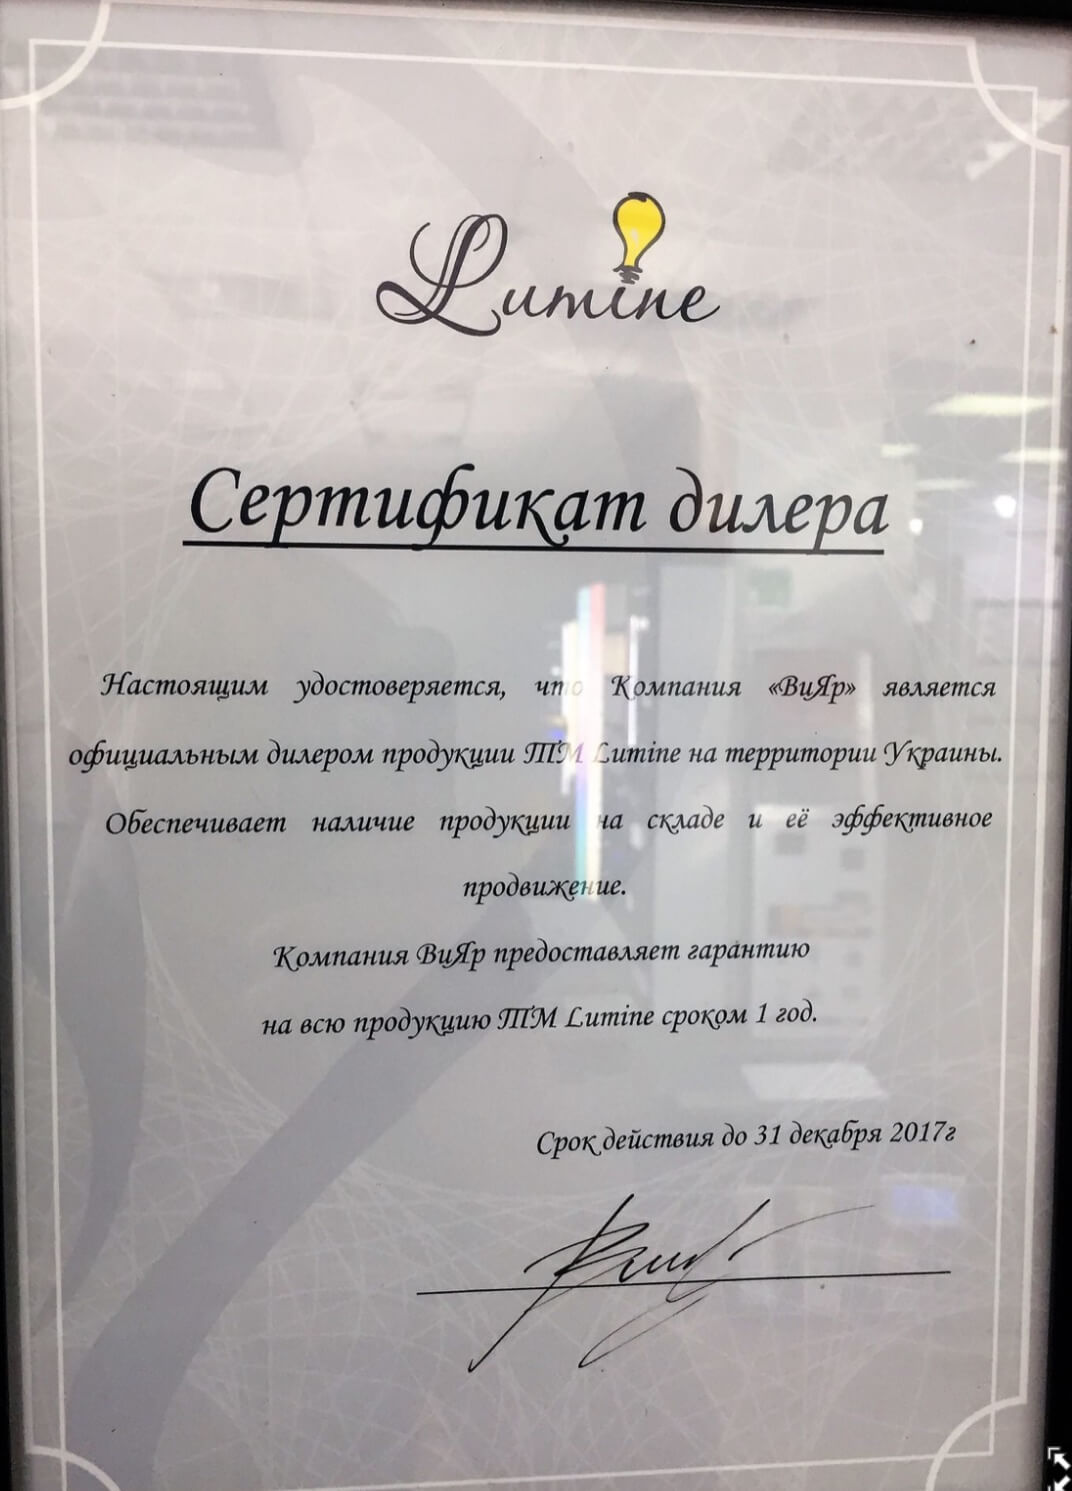 Lumine
Сертификат дилера
Настоящим удостоверяется, что Компания «ВиЯр» является
официальным дилером продукции ТМ Lumine на территории Украины.
Обеспечивает наличие продукции на складе и её эффективное
продвижение.
Компания ВиЯр предоставляет гарантию
на всю продукцию ТМ Lumine сроком 1 год.
Срок действия до 31 декабря 2017г